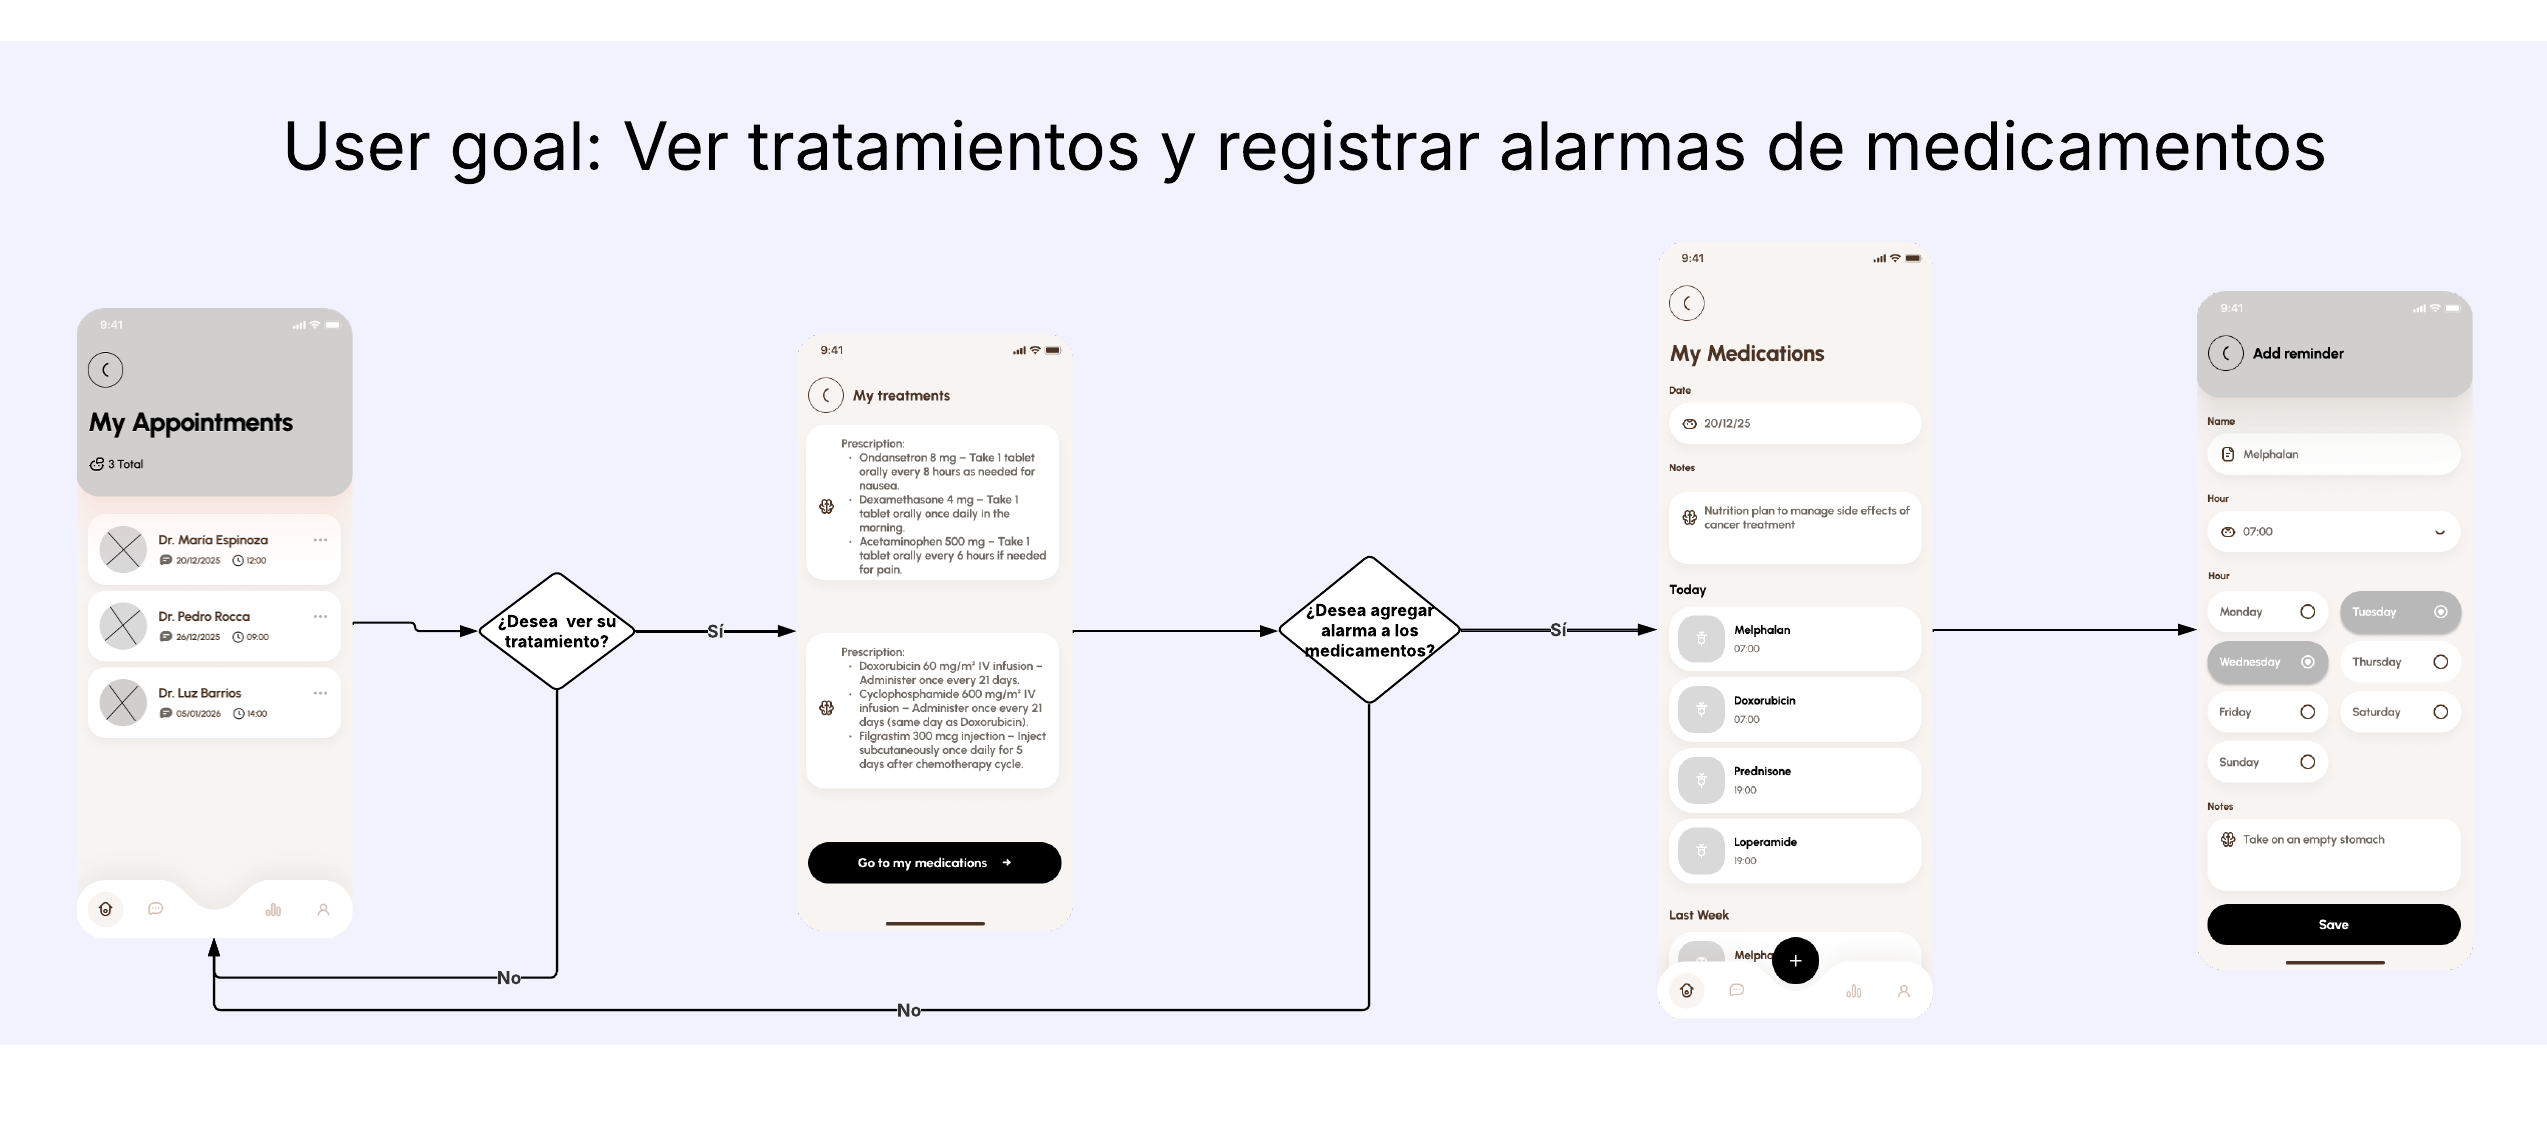 User goal: Ver tratamientos y registrar alarmas de medicamentos
9:41
My Appointments
3 Total
Dr. María Espinoza
20/12/2025 12:00
Dr. Pedro Rocca
26/12/2025 09:00
Dr. Luz Barrios
05/01/2026 14:00
¿Desea ver su
tratamiento?
Sí
No
9:41
My treatments
Prescription:
• Ondansetron 8 mg – Take 1 tablet
orally every 8 hours as needed for
nausea.
• Dexamethasone 4 mg – Take 1
tablet orally once daily in the
morning.
• Acetaminophen 500 mg – Take 1
tablet orally every 6 hours if needed
for pain.
Prescription:
• Doxorubicin 60 mg/m² IV infusion –
Administer once every 21 days.
• Cyclophosphamide 600 mg/m² IV
infusion – Administer once every 21
days (same day as Doxorubicin).
• Filgrastim 300 mcg injection – Inject
subcutaneously once daily for 5
days after chemotherapy cycle.
Go to my medications →
¿Desea agregar
alarma a los
medicamentos?
Sí
No
9:41
My Medications
Date
20/12/25
Notes
Nutrition plan to manage side effects of
cancer treatment
Today
Melphalan
07:00
Doxorubicin
07:00
Prednisone
19:00
Loperamide
19:00
Last Week
Melpha
+
9:41
Add reminder
Name
Melphalan
Hour
07:00
Hour
Monday
Tuesday
Wednesday
Thursday
Friday
Saturday
Sunday
Notes
Take on an empty stomach
Save